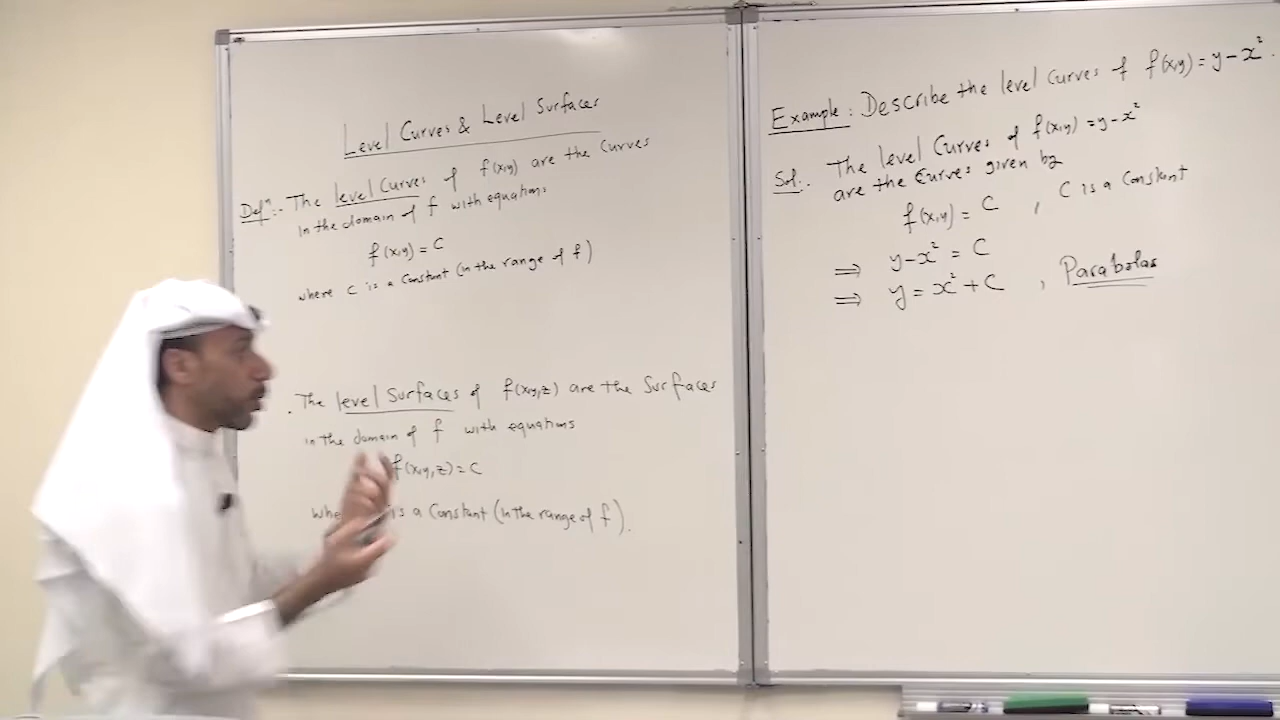 Level Curves & Level Surfaces
Defⁿ:- The level Curves of f(x,y) are the Curves
in the domain of f with equations
f(x,y) = C
where C is a Constant (in the range of f)
. The level Surfaces of f(x,y,z) are the Surfaces
in the domain of f with equations
f(x,y,z) = C
is a Constant (in the range of f).
Example: Describe the level Curves of f(x,y) = y - x².
Sol.: The level Curves of f(x,y) = y - x²
are the Curves given by
f(x,y) = C , C is a Constant
⟹ y - x² = C
⟹ y = x² + C , Parabolas